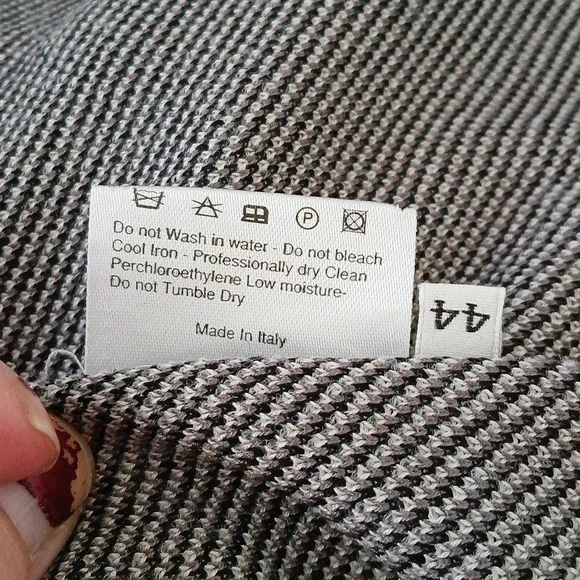 P
Do not Wash in water - Do not bleach
Cool Iron - Professionally dry Clean
Perchloroethylene Low moisture-
Do not Tumble Dry
Made In Italy
44